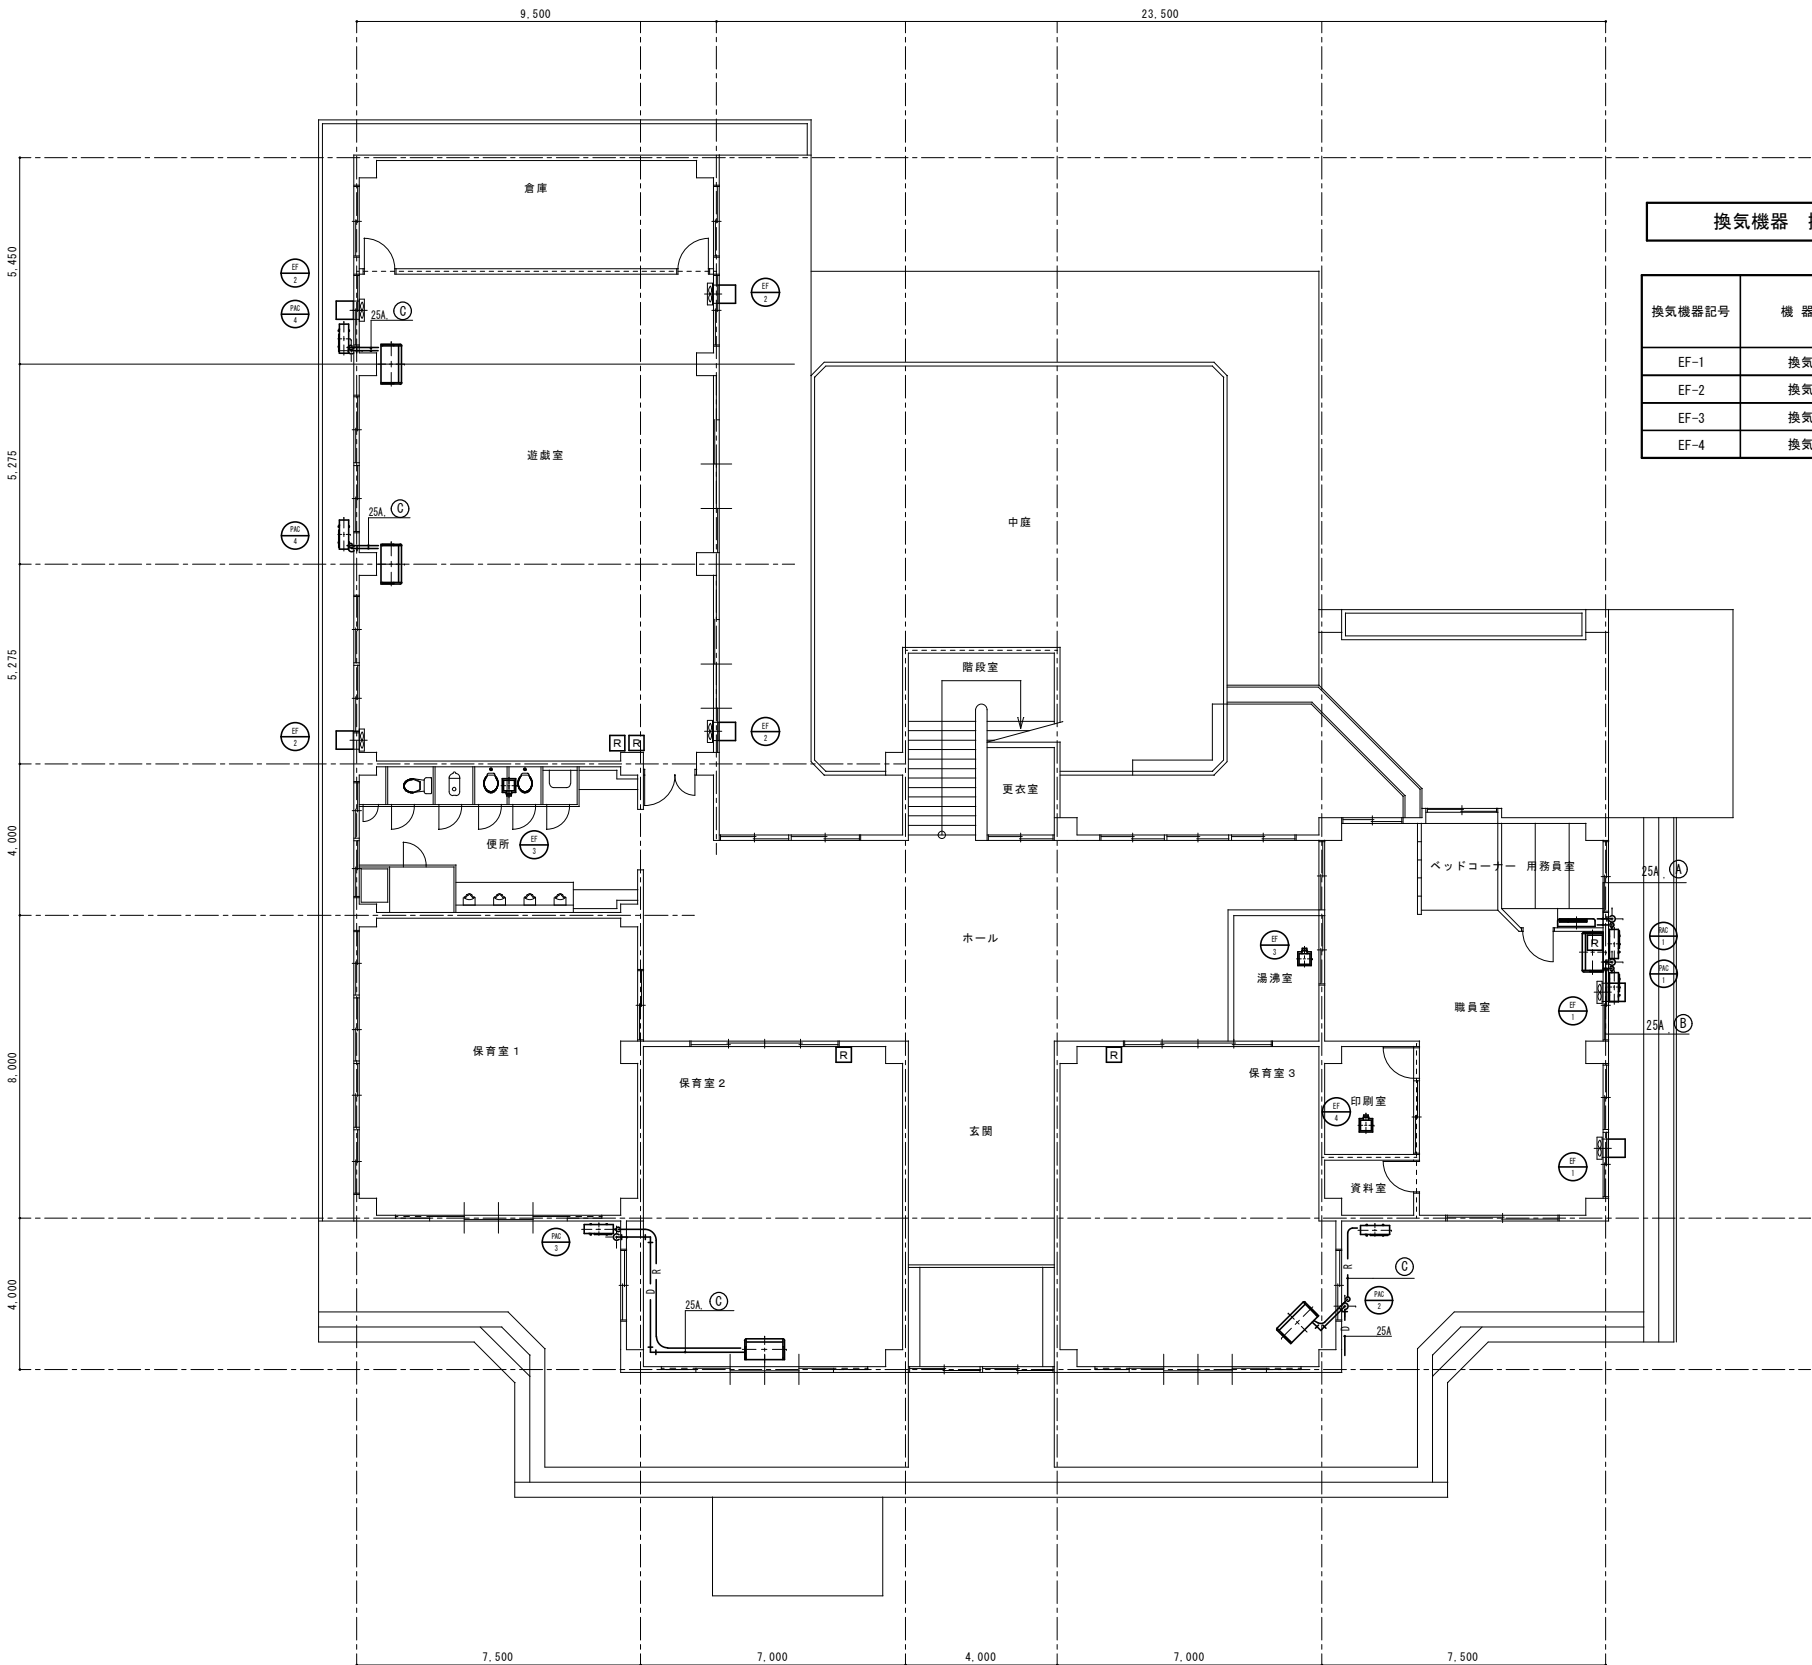 9,500
23,500
倉庫
5,450
換気機器
EF
2
EF
2
PAC
4
25A, C
換気機器記号
機 器
EF-1
換気
EF-2
換気
EF-3
換気
EF-4
換気
遊戯室
5,275
25A, C
PAC
4
中庭
5,275
階段室
EF
2
EF
2
R
R
更衣室
4,000
便所
EF
3
ベッドコーナー
用務員室
25A, A
ホール
EF
3
湯沸室
RAC
1
R
PAC
1
職員室
EF
1
25A, B
保育室1
R
R
8,000
保育室2
保育室3
印刷室
EF
4
玄関
EF
1
資料室
PAC
3
R
D
R
C
4,000
25A, C
PAC
2
D
25A
7,500
7,000
4,000
7,000
7,500